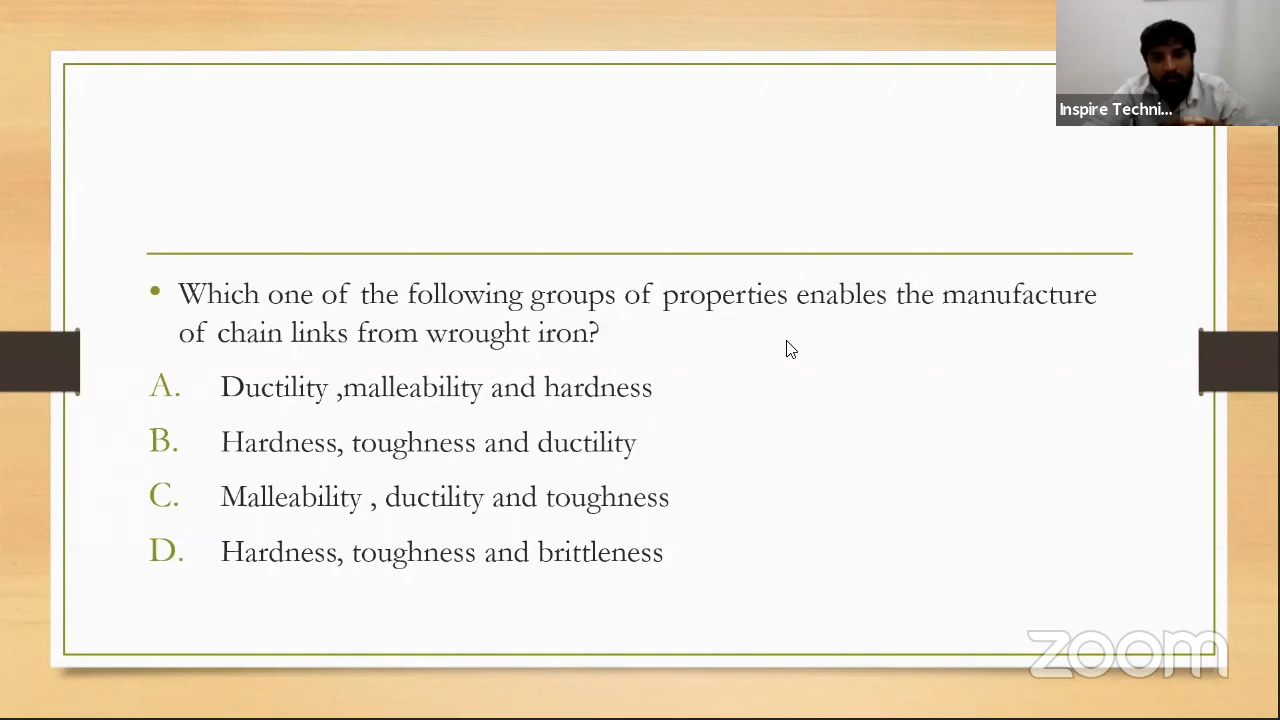 Inspire Techni...
• Which one of the following groups of properties enables the manufacture
of chain links from wrought iron?
A. Ductility ,malleability and hardness
B. Hardness, toughness and ductility
C. Malleability , ductility and toughness
D. Hardness, toughness and brittleness
zoom